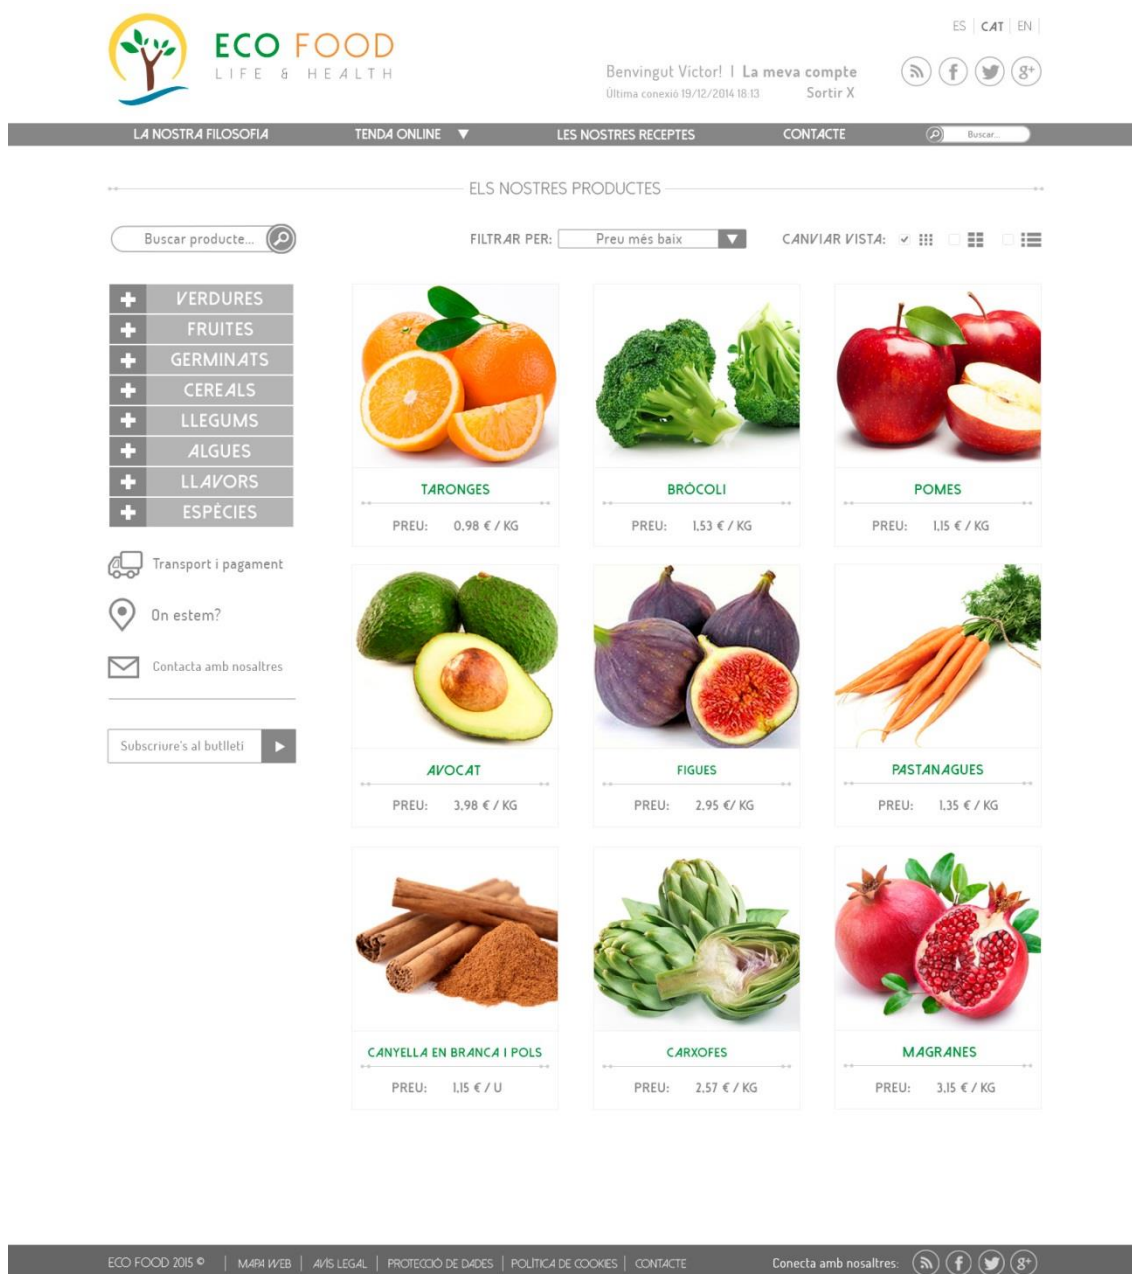 ECO FOOD
LIFE & HEALTH
ES | CAT | EN |
Benvingut Víctor! | La meva compte
Última conexió 19/12/2014 18:13 Sortir X
LA NOSTRA FILOSOFIA TENDA ONLINE ▼ LES NOSTRES RECEPTES CONTACTE Buscar...
ELS NOSTRES PRODUCTES
Buscar producte... FILTRAR PER: Preu més baix ▼ CANVIAR VISTA:
VERDURES
FRUITES
GERMINATS
CEREALS
LLEGUMS
ALGUES
LLAVORS
ESPÈCIES
Transport i pagament
On estem?
Contacta amb nosaltres
Subscriure's al butlletí
TARONGES
PREU: 0,98 € / KG
BRÒCOLI
PREU: 1,53 € / KG
POMES
PREU: 1,15 € / KG
AVOCAT
PREU: 3,98 € / KG
FIGUES
PREU: 2,95 €/ KG
PASTANAGUES
PREU: 1,35 € / KG
CANYELLA EN BRANCA I POLS
PREU: 1,15 € / U
CARXOFES
PREU: 2,57 € / KG
MAGRANES
PREU: 3,15 € / KG
ECO FOOD 2015 © | MAPA WEB | AVÍS LEGAL | PROTECCIÓ DE DADES | POLÍTICA DE COOKIES | CONTACTE Conecta amb nosaltres: